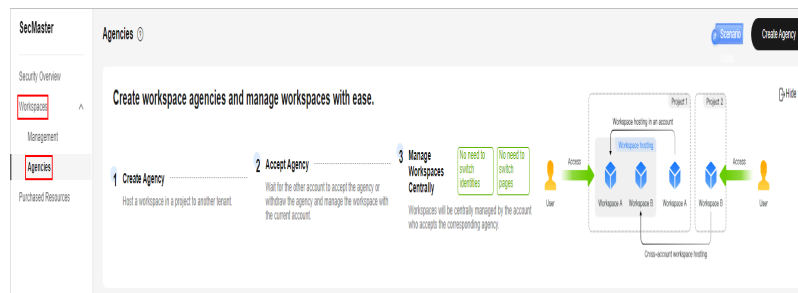 SecMaster
Security Overview
Workspaces
Management
Agencies
Purchased Resources
Agencies
Scenario
Create Agency
Create workspace agencies and manage workspaces with ease.
Hide
1 Create Agency
Host a workspace in a project to another tenant.
2 Accept Agency
Wait for the other account to accept the agency or
withdraw the agency and manage the workspace with
the current account.
3 Manage
Workspaces
Centrally
No need to
switch
identities
No need to
switch
pages
Workspaces will be centrally managed by the account
who accepts the corresponding agency.
Project 1
Project 2
Workspace hosting in an account
Workspace hosting
Access
Access
User
Workspace A
Workspace B
Workspace A
Workspace B
User
Cross-account workspace hosting